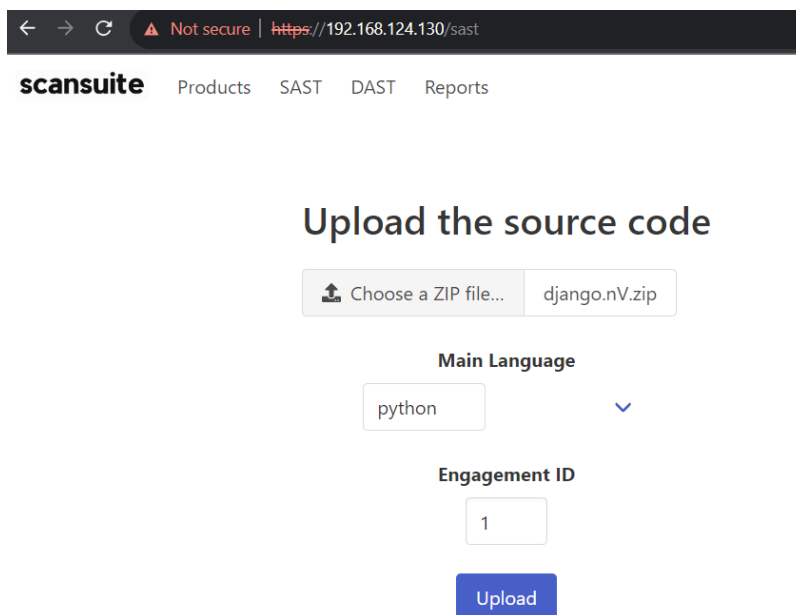 Not secure | https://192.168.124.130/sast
scansuite Products SAST DAST Reports
Upload the source code
Choose a ZIP file... django.nV.zip
Main Language
python
Engagement ID
1
Upload